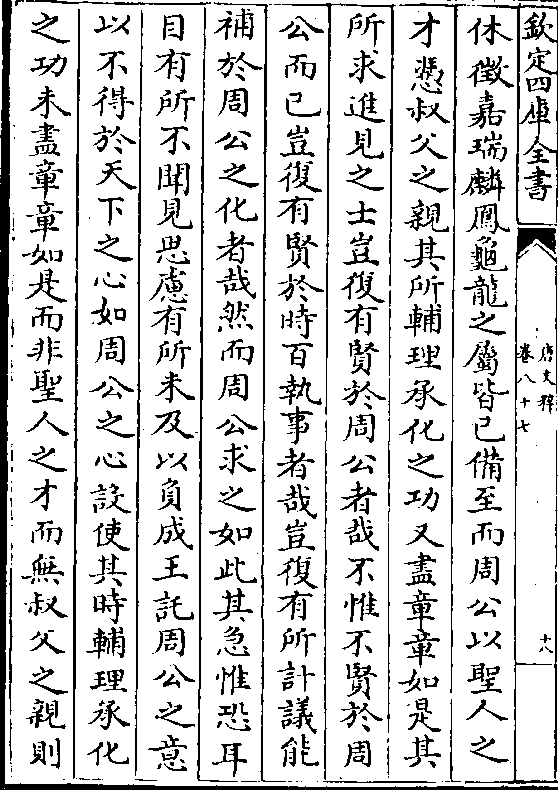 欽定四庫全書
唐文粹
卷八十七
十八
休徵嘉瑞麟鳳龜龍之屬皆已備至而周公以聖人之
才憑叔父之親其所輔理承化之功又盡章章如是其
所求進見之士豈復有賢於周公者哉不惟不賢於周
公而已豈復有賢於時百執事者哉豈復有所計議能
補於周公之化者哉然而周公求之如此其急惟恐耳
目有所不聞見思慮有所未及以負成王託周公之意
以不得於天下之心如周公之心設使其時輔理承化
之功未盡章章如是而非聖人之才而無叔父之親則